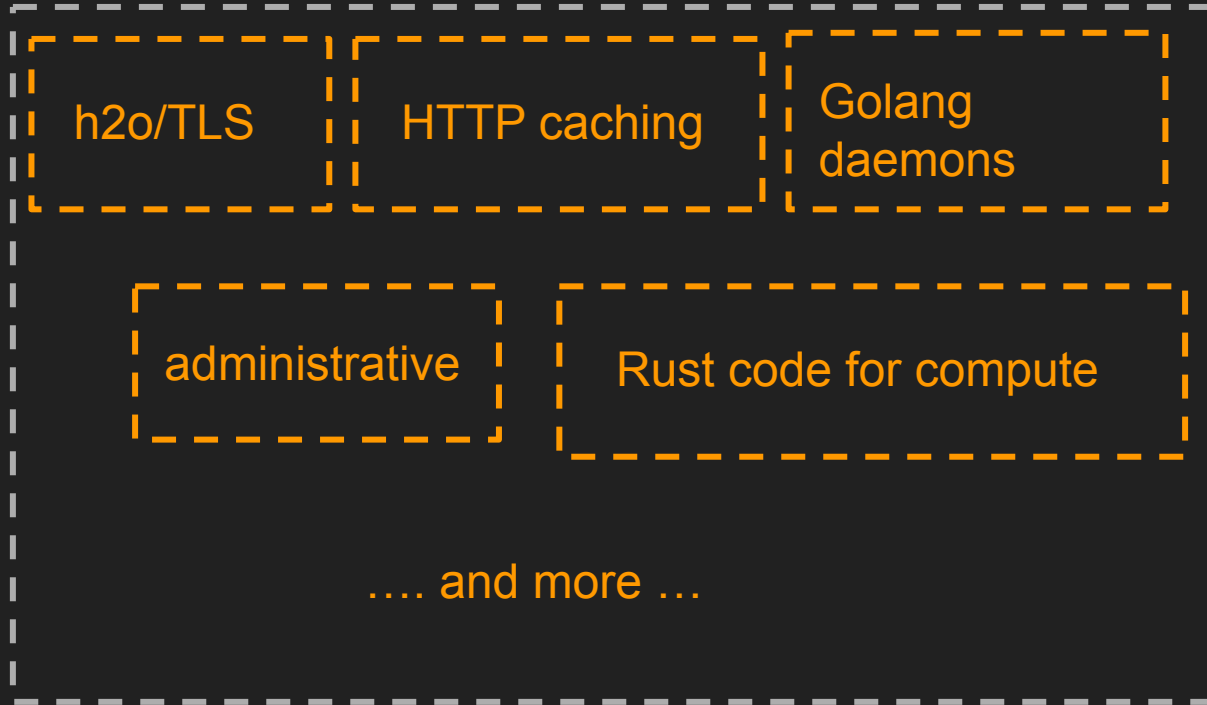 h2o/TLS
HTTP caching
Golang
daemons
administrative
Rust code for compute
…. and more …